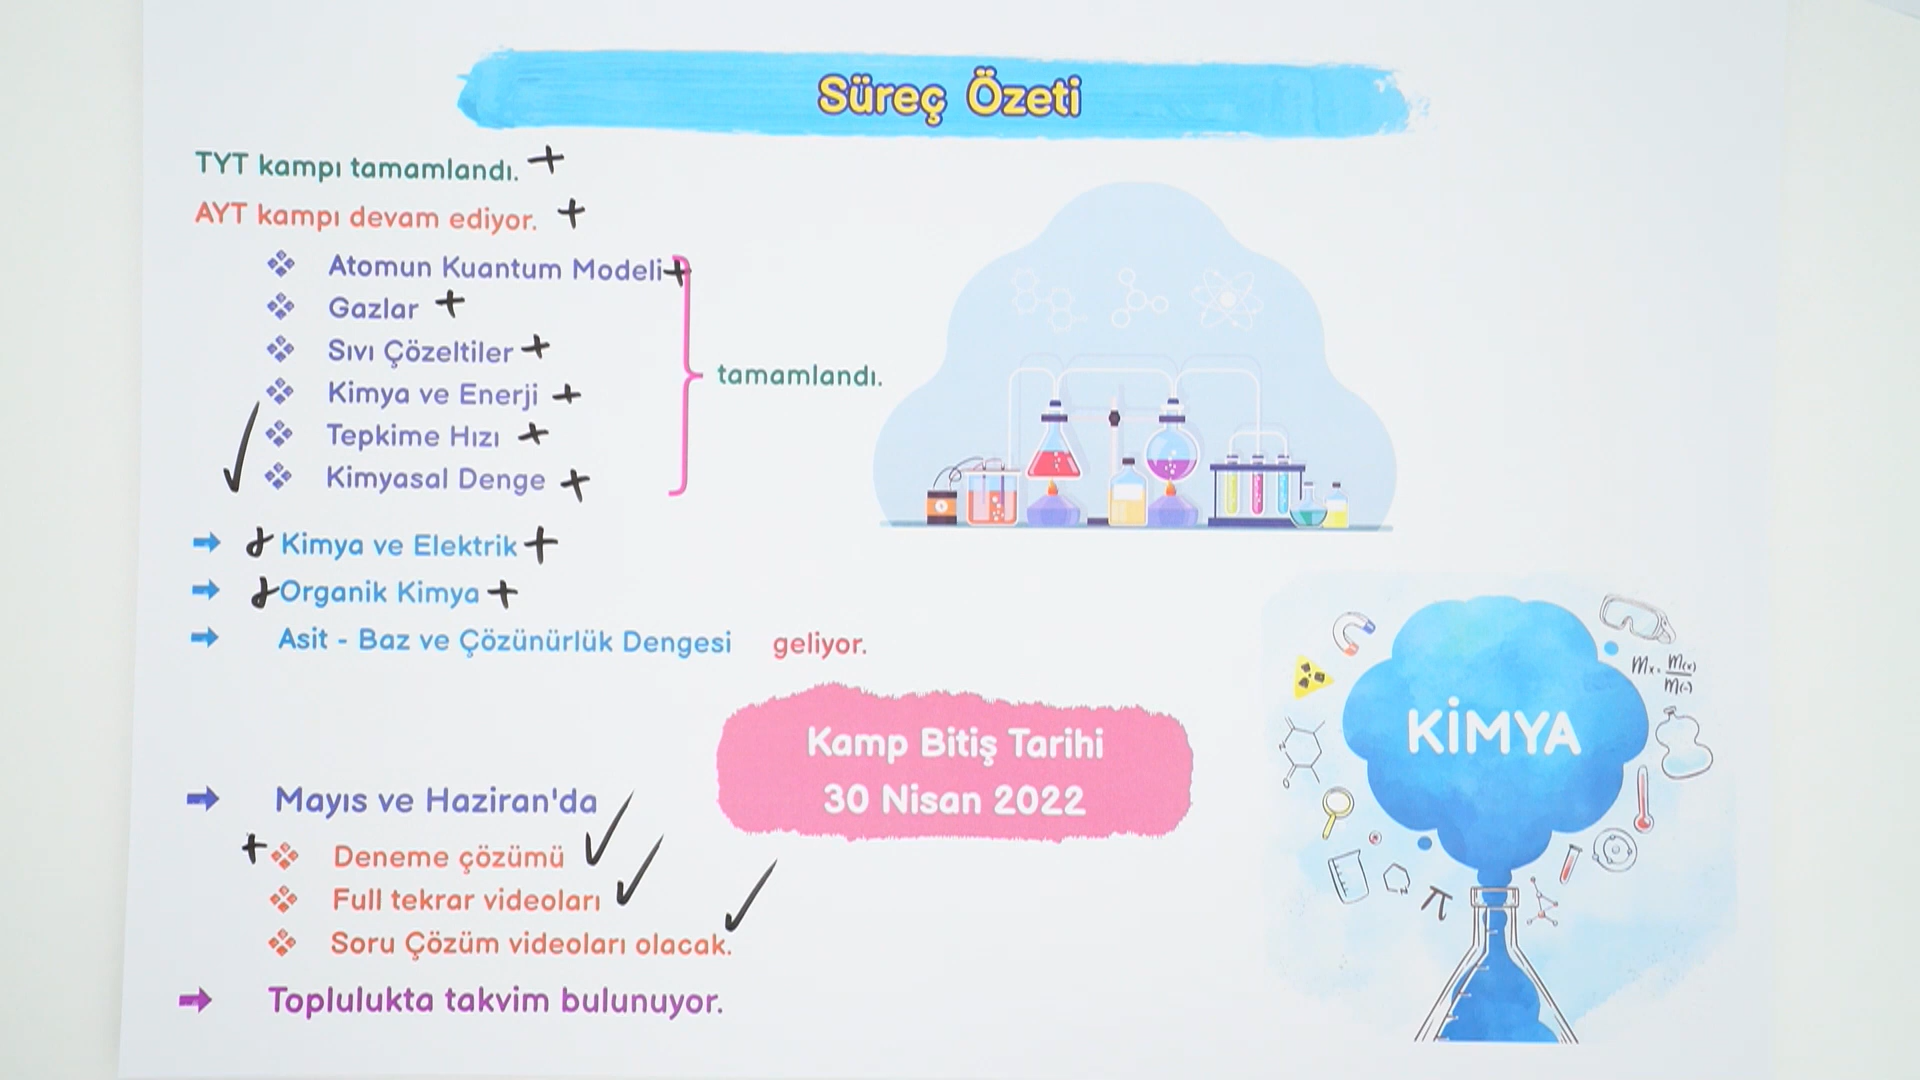 Süreç Özeti
TYT kampı tamamlandı. +
AYT kampı devam ediyor. +
Atomun Kuantum Modeli +
Gazlar +
Sıvı Çözeltiler +
Kimya ve Enerji +
Tepkime Hızı +
Kimyasal Denge +
tamamlandı.
Kimya ve Elektrik +
Organik Kimya +
Asit - Baz ve Çözünürlük Dengesi geliyor.
Kamp Bitiş Tarihi
30 Nisan 2022
Mayıs ve Haziran'da
+ Deneme çözümü
Full tekrar videoları
Soru Çözüm videoları olacak.
Toplulukta takvim bulunuyor.
KİMYA
π